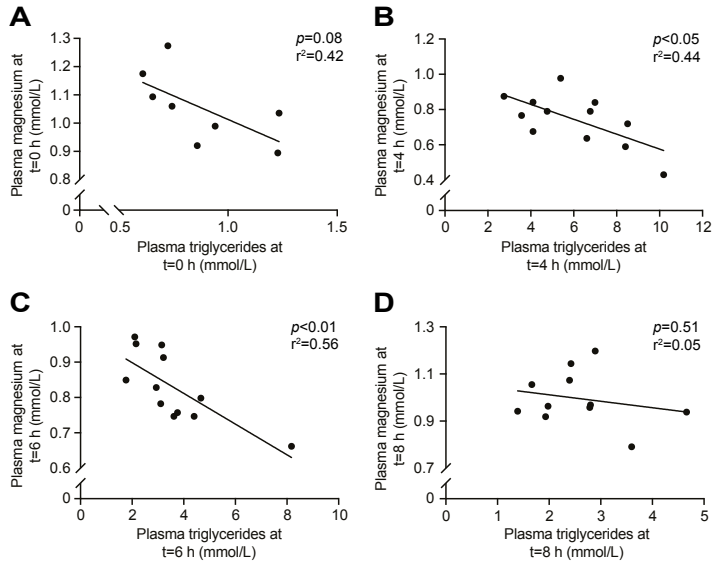 A
p=0.08
r²=0.42
Plasma magnesium at
t=0 h (mmol/L)
1.3
1.2
1.1
1.0
0.9
0.8
0
0
0.5
1.0
1.5
Plasma triglycerides at
t=0 h (mmol/L)
B
p<0.05
r²=0.44
Plasma magnesium at
t=4 h (mmol/L)
1.2
1.0
0.8
0.6
0.4
0
0
2
4
6
8
10
12
Plasma triglycerides at
t=4 h (mmol/L)
C
p<0.01
r²=0.56
Plasma magnesium at
t=6 h (mmol/L)
1.0
0.9
0.8
0.7
0.6
0
0
2
4
6
8
10
Plasma triglycerides at
t=6 h (mmol/L)
D
p=0.51
r²=0.05
Plasma magnesium at
t=8 h (mmol/L)
1.3
1.1
0.9
0.7
0
0
1
2
3
4
5
Plasma triglycerides at
t=8 h (mmol/L)